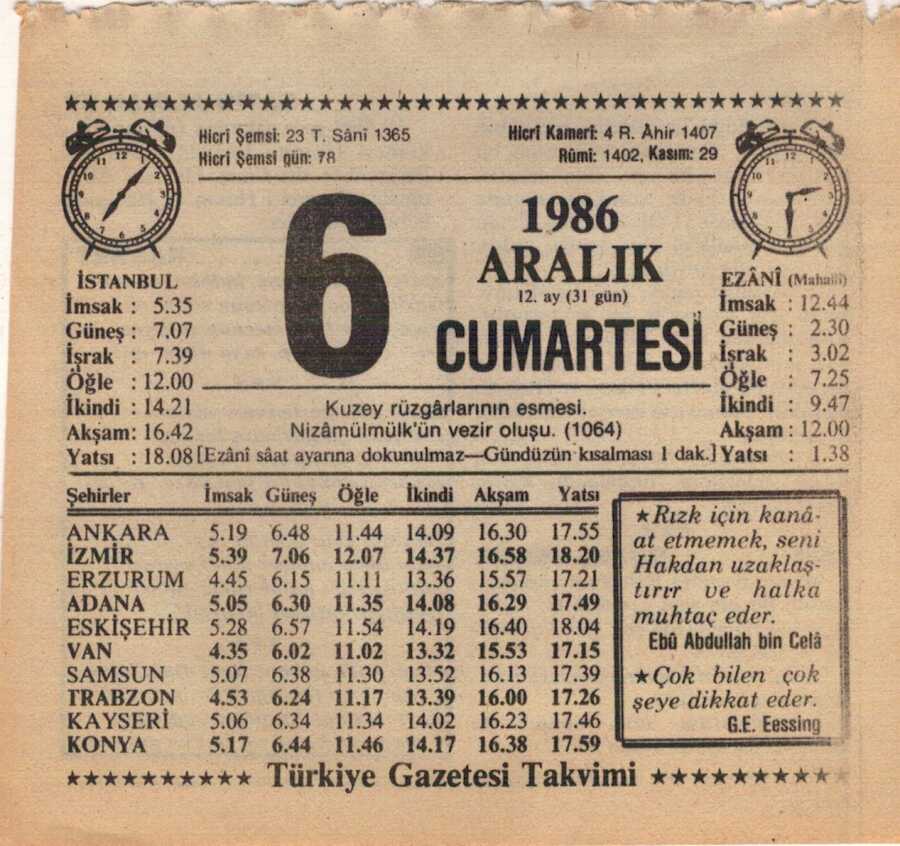 Hicrî Şemsi: 23 T. Sâni 1365
Hicri Şemsi gün: 78
Hicri Kamerî: 4 R. Âhir 1407
Rûmi: 1402, Kasım: 29
6
1986
ARALIK
12. ay (31 gün)
CUMARTESİ
İSTANBUL
İmsak : 5.35
Güneş : 7.07
İşrak : 7.39
Öğle : 12.00
İkindi : 14.21
Akşam: 16.42
Yatsı : 18.08
EZÂNÎ (Mahalli)
İmsak : 12.44
Güneş : 2.30
İşrak : 3.02
Öğle : 7.25
İkindi : 9.47
Akşam : 12.00
Yatsı : 1.38
Kuzey rüzgârlarının esmesi.
Nizâmülmülk'ün vezir oluşu. (1064)
[Ezânî sâat ayarına dokunulmaz—Gündüzün kısalması 1 dak.]
Şehirler İmsak Güneş Öğle İkindi Akşam Yatsı
ANKARA 5.19 6.48 11.44 14.09 16.30 17.55
İZMİR 5.39 7.06 12.07 14.37 16.58 18.20
ERZURUM 4.45 6.15 11.11 13.36 15.57 17.21
ADANA 5.05 6.30 11.35 14.08 16.29 17.49
ESKİŞEHİR 5.28 6.57 11.54 14.19 16.40 18.04
VAN 4.35 6.02 11.02 13.32 15.53 17.15
SAMSUN 5.07 6.38 11.30 13.52 16.13 17.39
TRABZON 4.53 6.24 11.17 13.39 16.00 17.26
KAYSERİ 5.06 6.34 11.34 14.02 16.23 17.46
KONYA 5.17 6.44 11.46 14.17 16.38 17.59
★Rızk için kanâ-
at etmemek, seni
Hakdan uzaklaş-
tırır ve halka
muhtaç eder.
Ebû Abdullah bin Celâ
★Çok bilen çok
şeye dikkat eder.
G.E. Eessing
Türkiye Gazetesi Takvimi